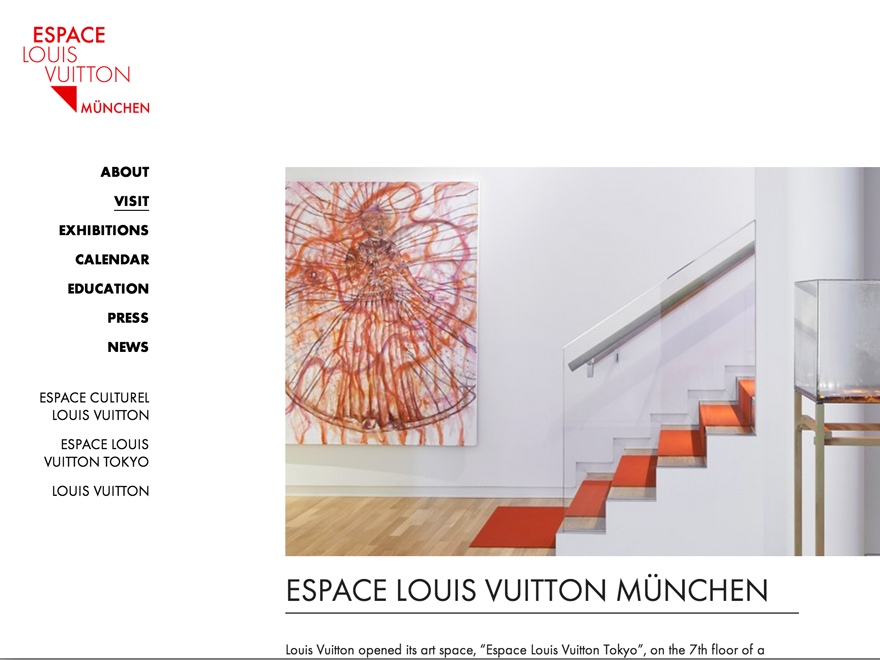 ESPACE
LOUIS
VUITTON
MÜNCHEN
ABOUT
VISIT
EXHIBITIONS
CALENDAR
EDUCATION
PRESS
NEWS
ESPACE CULTUREL
LOUIS VUITTON
ESPACE LOUIS
VUITTON TOKYO
LOUIS VUITTON
ESPACE LOUIS VUITTON MÜNCHEN
Louis Vuitton opened its art space, “Espace Louis Vuitton Tokyo”, on the 7th floor of a